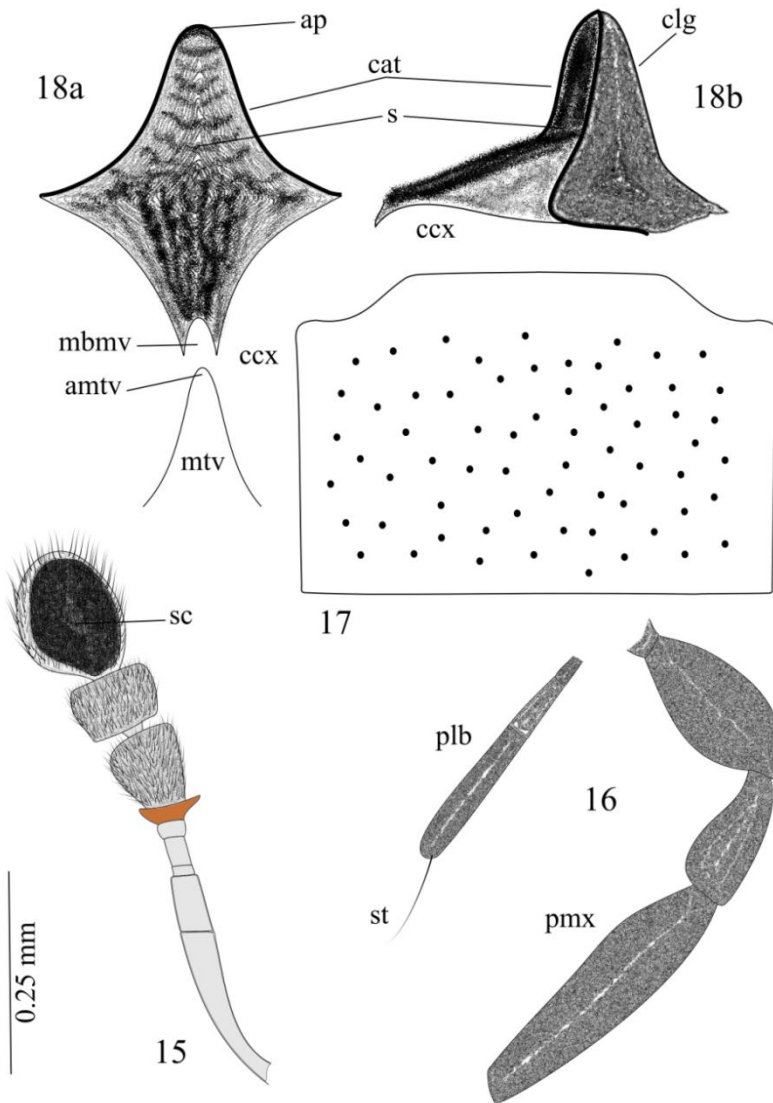 ap
clg
18a
cat
18b
s
ccx
mbmv
ccx
amtv
mtv
17
sc
plb
16
st
pmx
0.25 mm
15